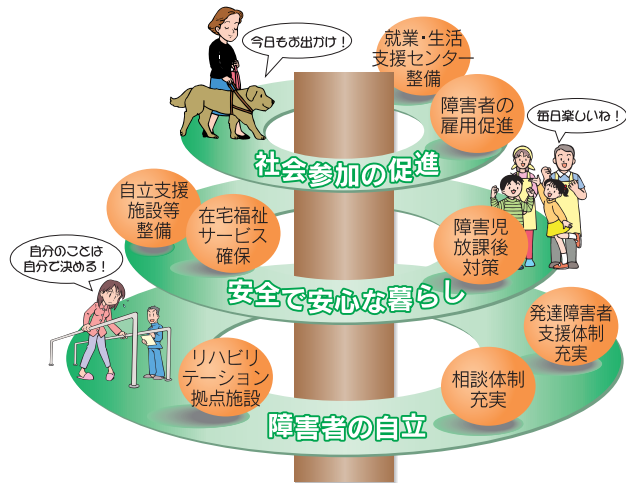 今日もお出かけ！
就業・生活
支援センター
整備
障害者の
雇用促進
毎日楽しいね！
社会参加の促進
自立支援
施設等
整備
在宅福祉
サービス
確保
障害児
放課後
対策
自分のことは
自分で決める！
安全で安心な暮らし
発達障害者
支援体制
充実
リハビリ
テーション
拠点施設
相談体制
充実
障害者の自立